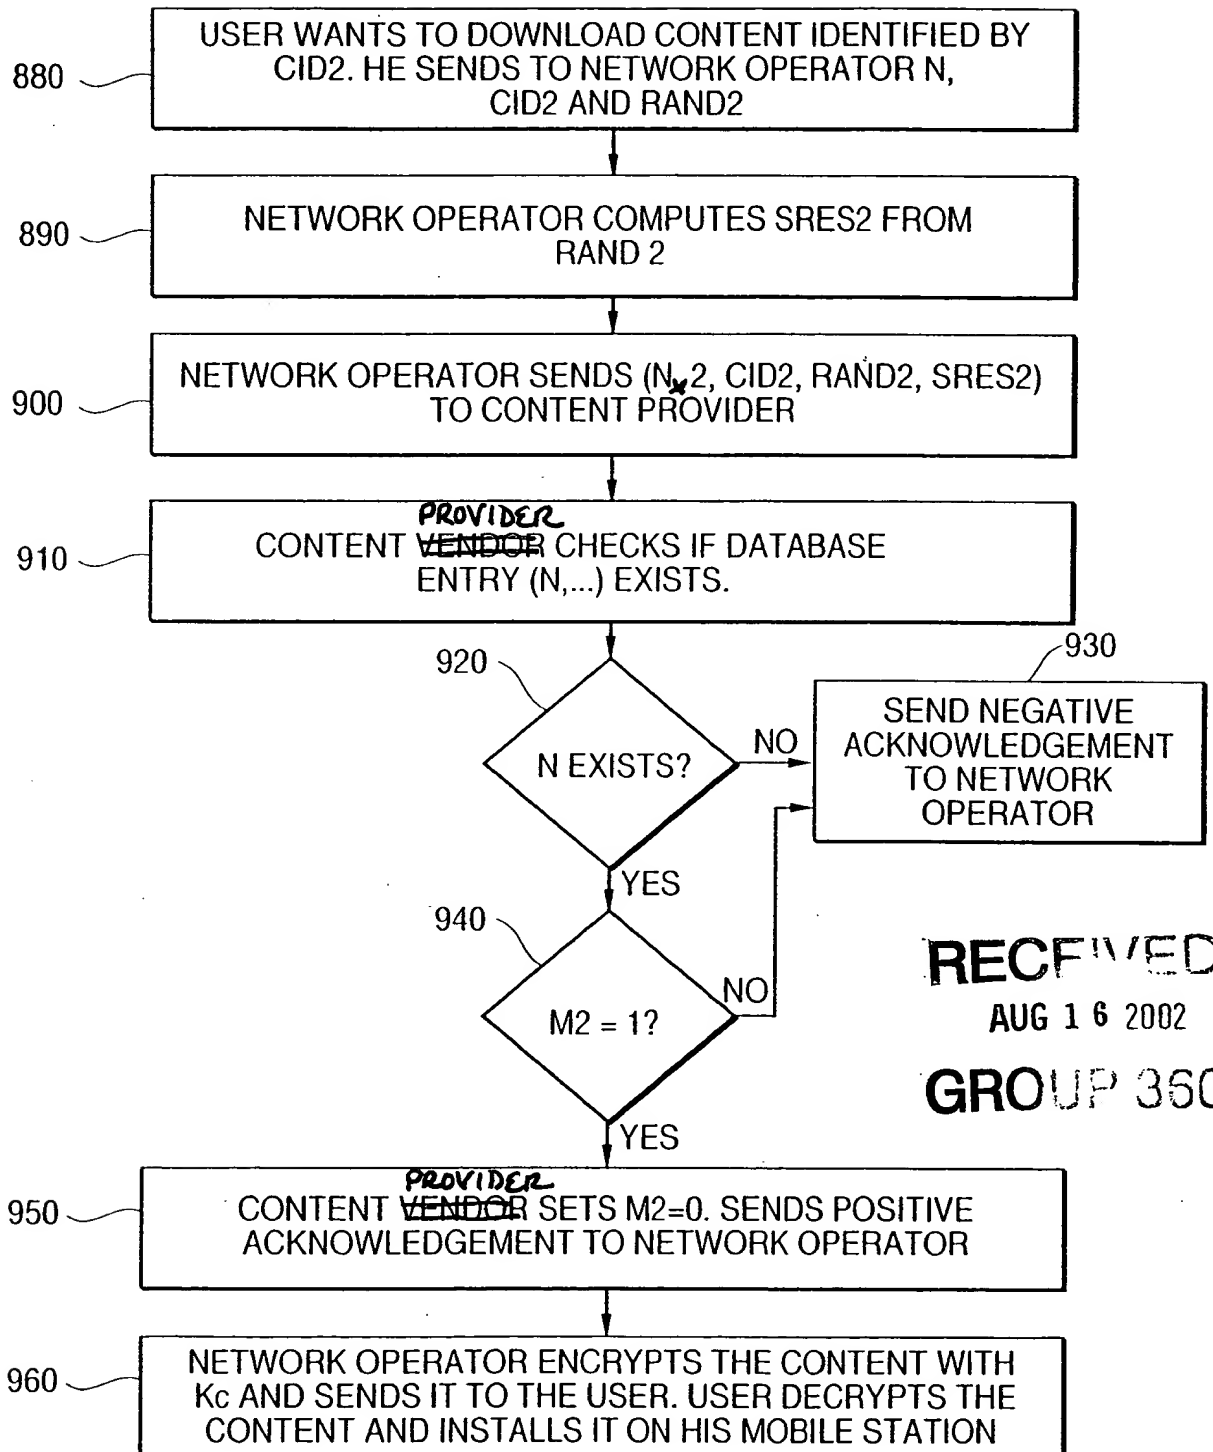 USER WANTS TO DOWNLOAD CONTENT IDENTIFIED BY
880
CID2. HE SENDS TO NETWORK OPERATOR N,
CID2 AND RAND2
890
NETWORK OPERATOR COMPUTES SRES2 FROM
RAND 2
900
NETWORK OPERATOR SENDS (Nx2, CID2, RAND2, SRES2)
TO CONTENT PROVIDER
PROVIDER
910
CONTENT VENDOR CHECKS IF DATABASE
ENTRY (N,...) EXISTS.
920
N EXISTS?
NO
930
SEND NEGATIVE
ACKNOWLEDGEMENT
TO NETWORK
OPERATOR
YES
940
M2 = 1?
NO
RECEIVED
AUG 16 2002
GROUP 360
YES
PROVIDER
950
CONTENT VENDOR SETS M2=0. SENDS POSITIVE
ACKNOWLEDGEMENT TO NETWORK OPERATOR
960
NETWORK OPERATOR ENCRYPTS THE CONTENT WITH
Kc AND SENDS IT TO THE USER. USER DECRYPTS THE
CONTENT AND INSTALLS IT ON HIS MOBILE STATION